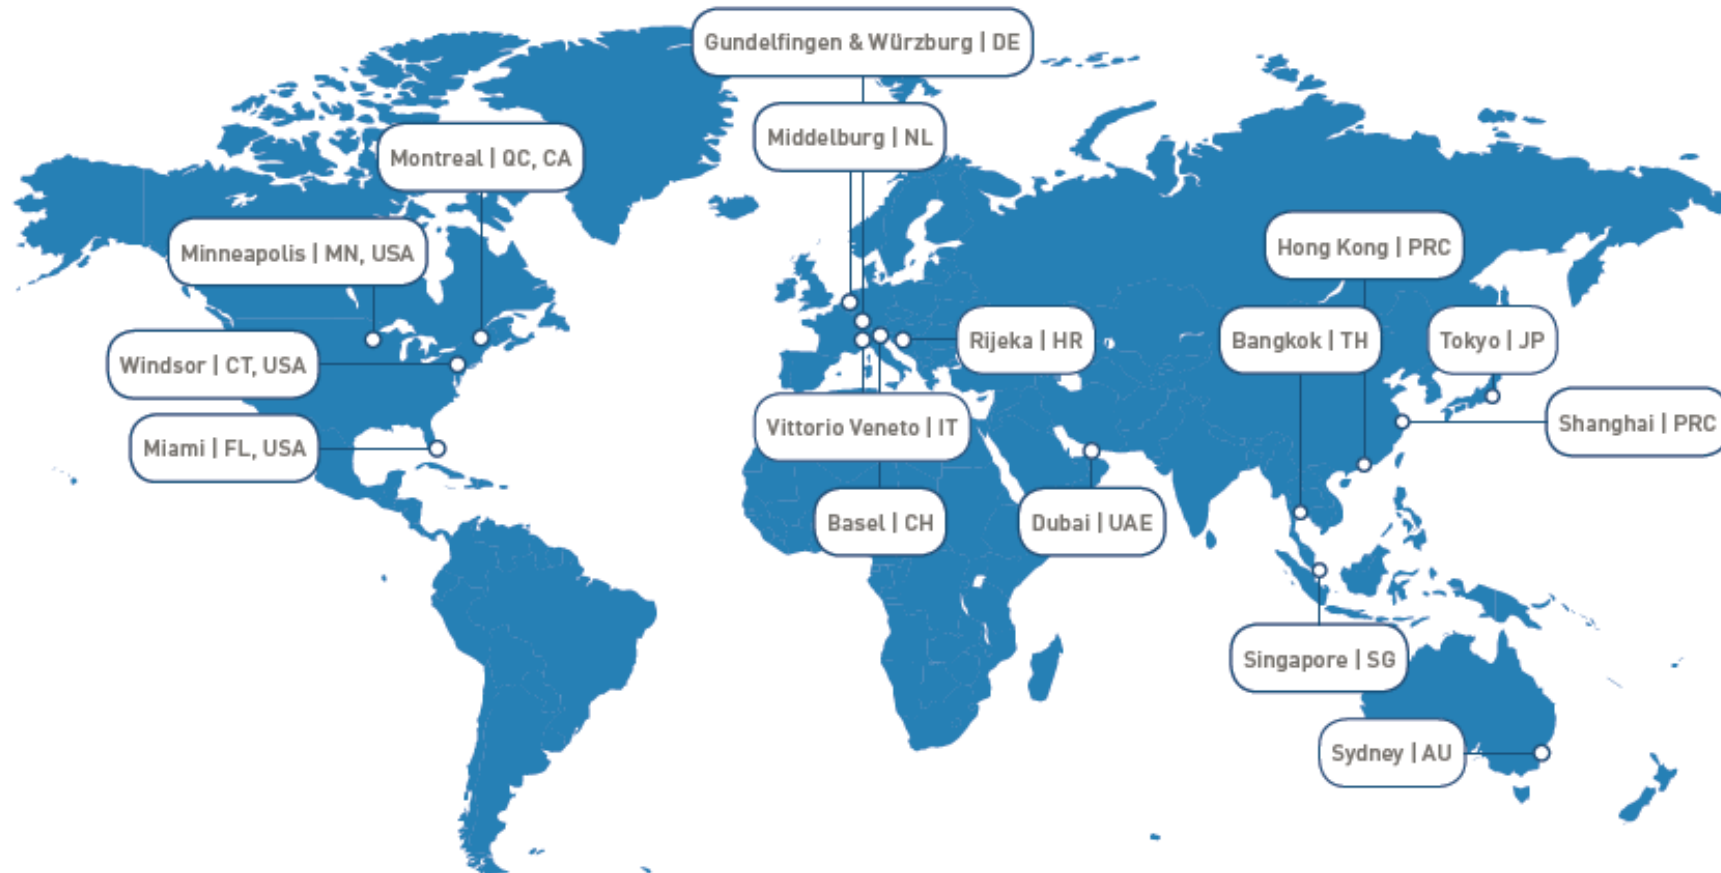 Gundelfingen & Würzburg | DE
Middelburg | NL
Montreal | QC, CA
Minneapolis | MN, USA
Hong Kong | PRC
Windsor | CT, USA
Rijeka | HR
Bangkok | TH
Tokyo | JP
Miami | FL, USA
Vittorio Veneto | IT
Shanghai | PRC
Basel | CH
Dubai | UAE
Singapore | SG
Sydney | AU